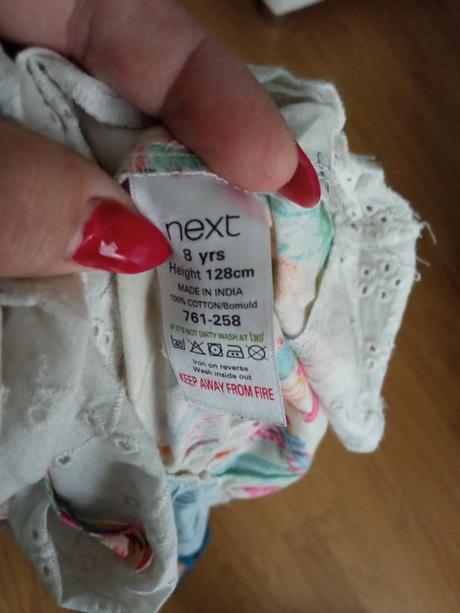 next
8 yrs
Height 128cm
MADE IN INDIA
100% COTTON/Bomuld
761-258
IF IT'S NOT DIRTY WASH AT 30
40
Iron on reverse
Wash inside out
KEEP AWAY FROM FIRE